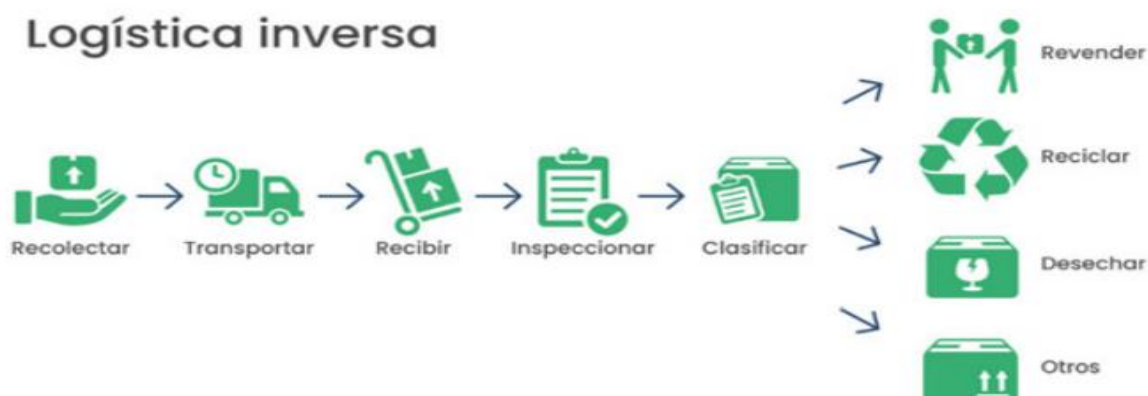 Logística inversa
Recolectar
Transportar
Recibir
Inspeccionar
Clasificar
Revender
Reciclar
Desechar
Otros